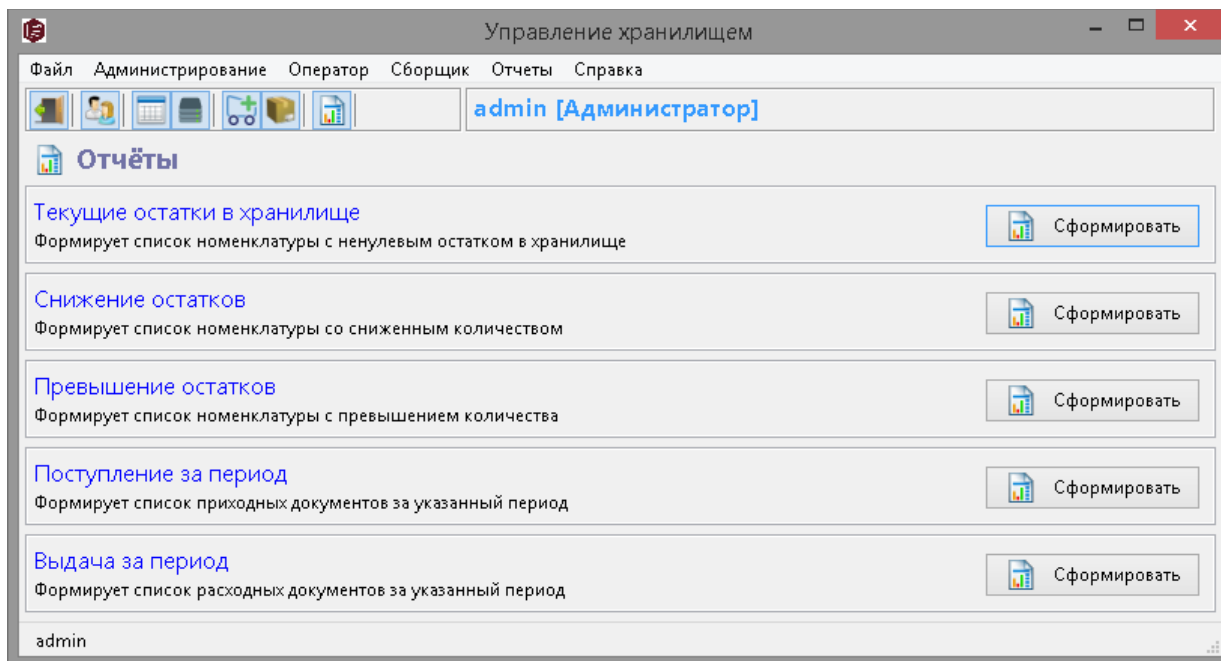 Управление хранилищем
Файл Администрирование Оператор Сборщик Отчеты Справка
admin [Администратор]
Отчёты
Текущие остатки в хранилище
Формирует список номенклатуры с ненулевым остатком в хранилище
Сформировать
Снижение остатков
Формирует список номенклатуры со сниженным количеством
Сформировать
Превышение остатков
Формирует список номенклатуры с превышением количества
Сформировать
Поступление за период
Формирует список приходных документов за указанный период
Сформировать
Выдача за период
Формирует список расходных документов за указанный период
Сформировать
admin